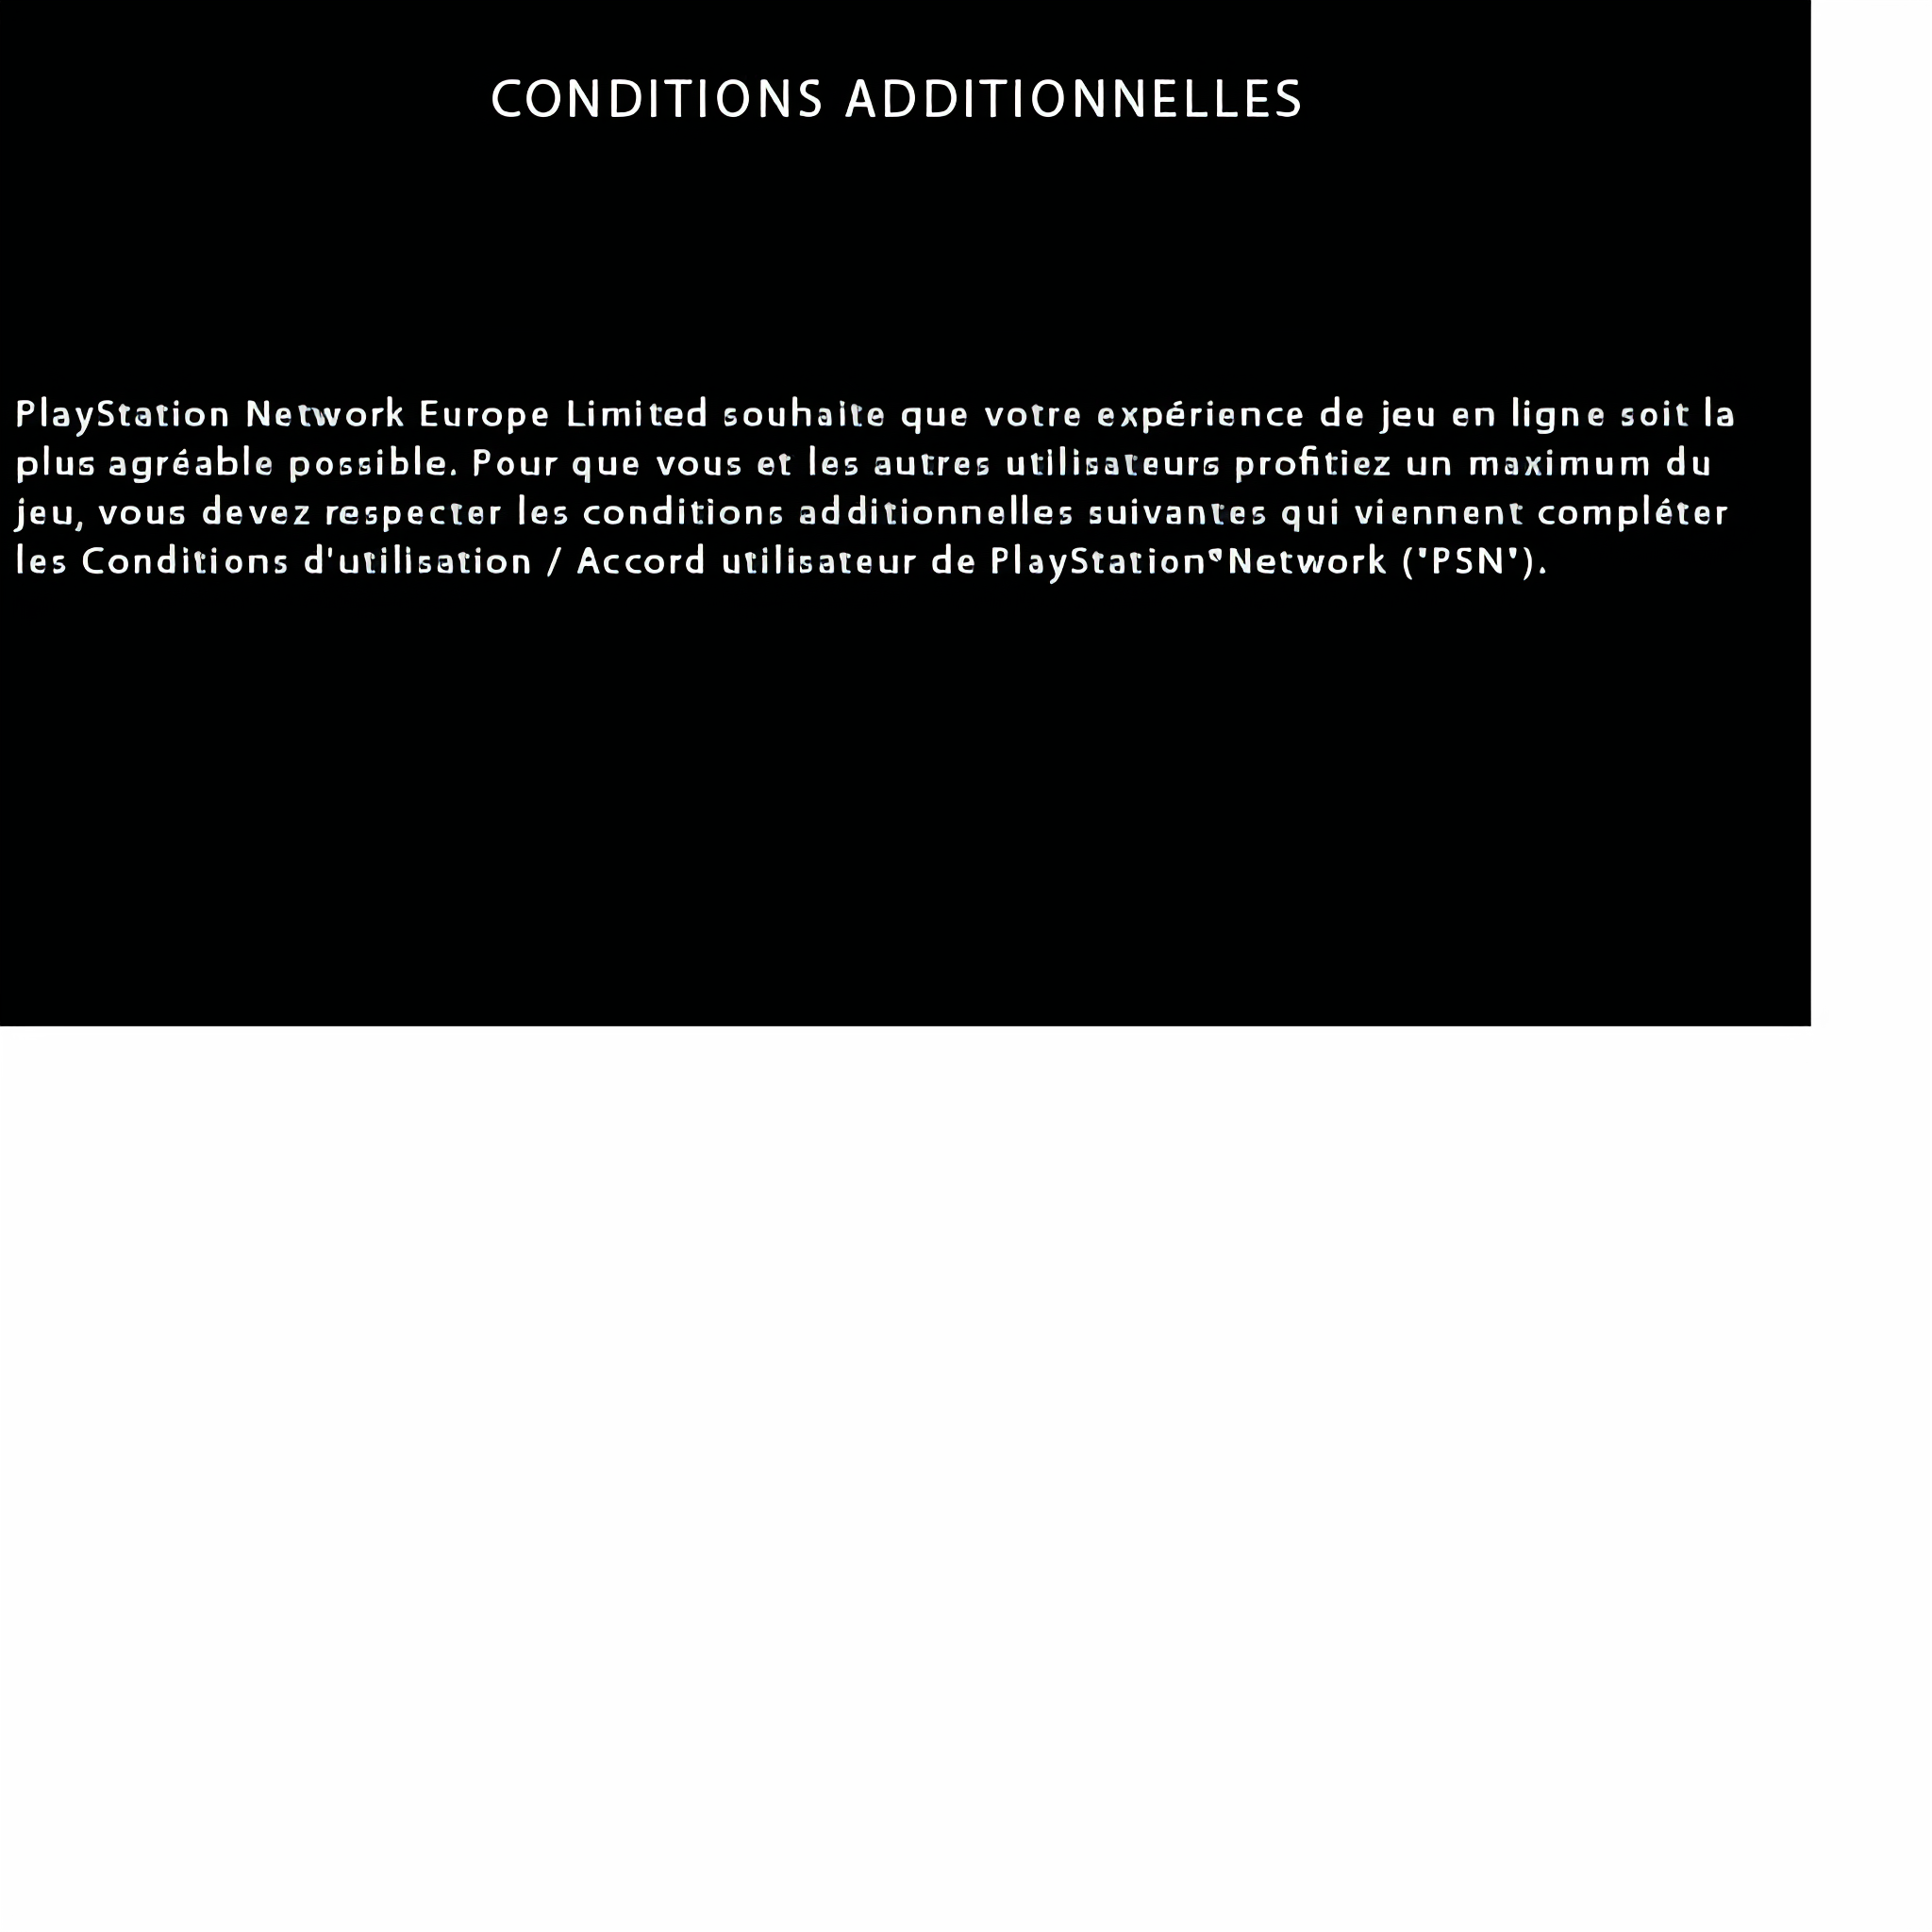 CONDITIONS ADDITIONNELLES
PlayStation Network Europe Limited souhaite que votre expérience de jeu en ligne soit la
plus agréable possible. Pour que vous et les autres utilisateurs profitiez un maximum du
jeu, vous devez respecter les conditions additionnelles suivantes qui viennent compléter
les Conditions d'utilisation / Accord utilisateur de PlayStation®Network ("PSN").